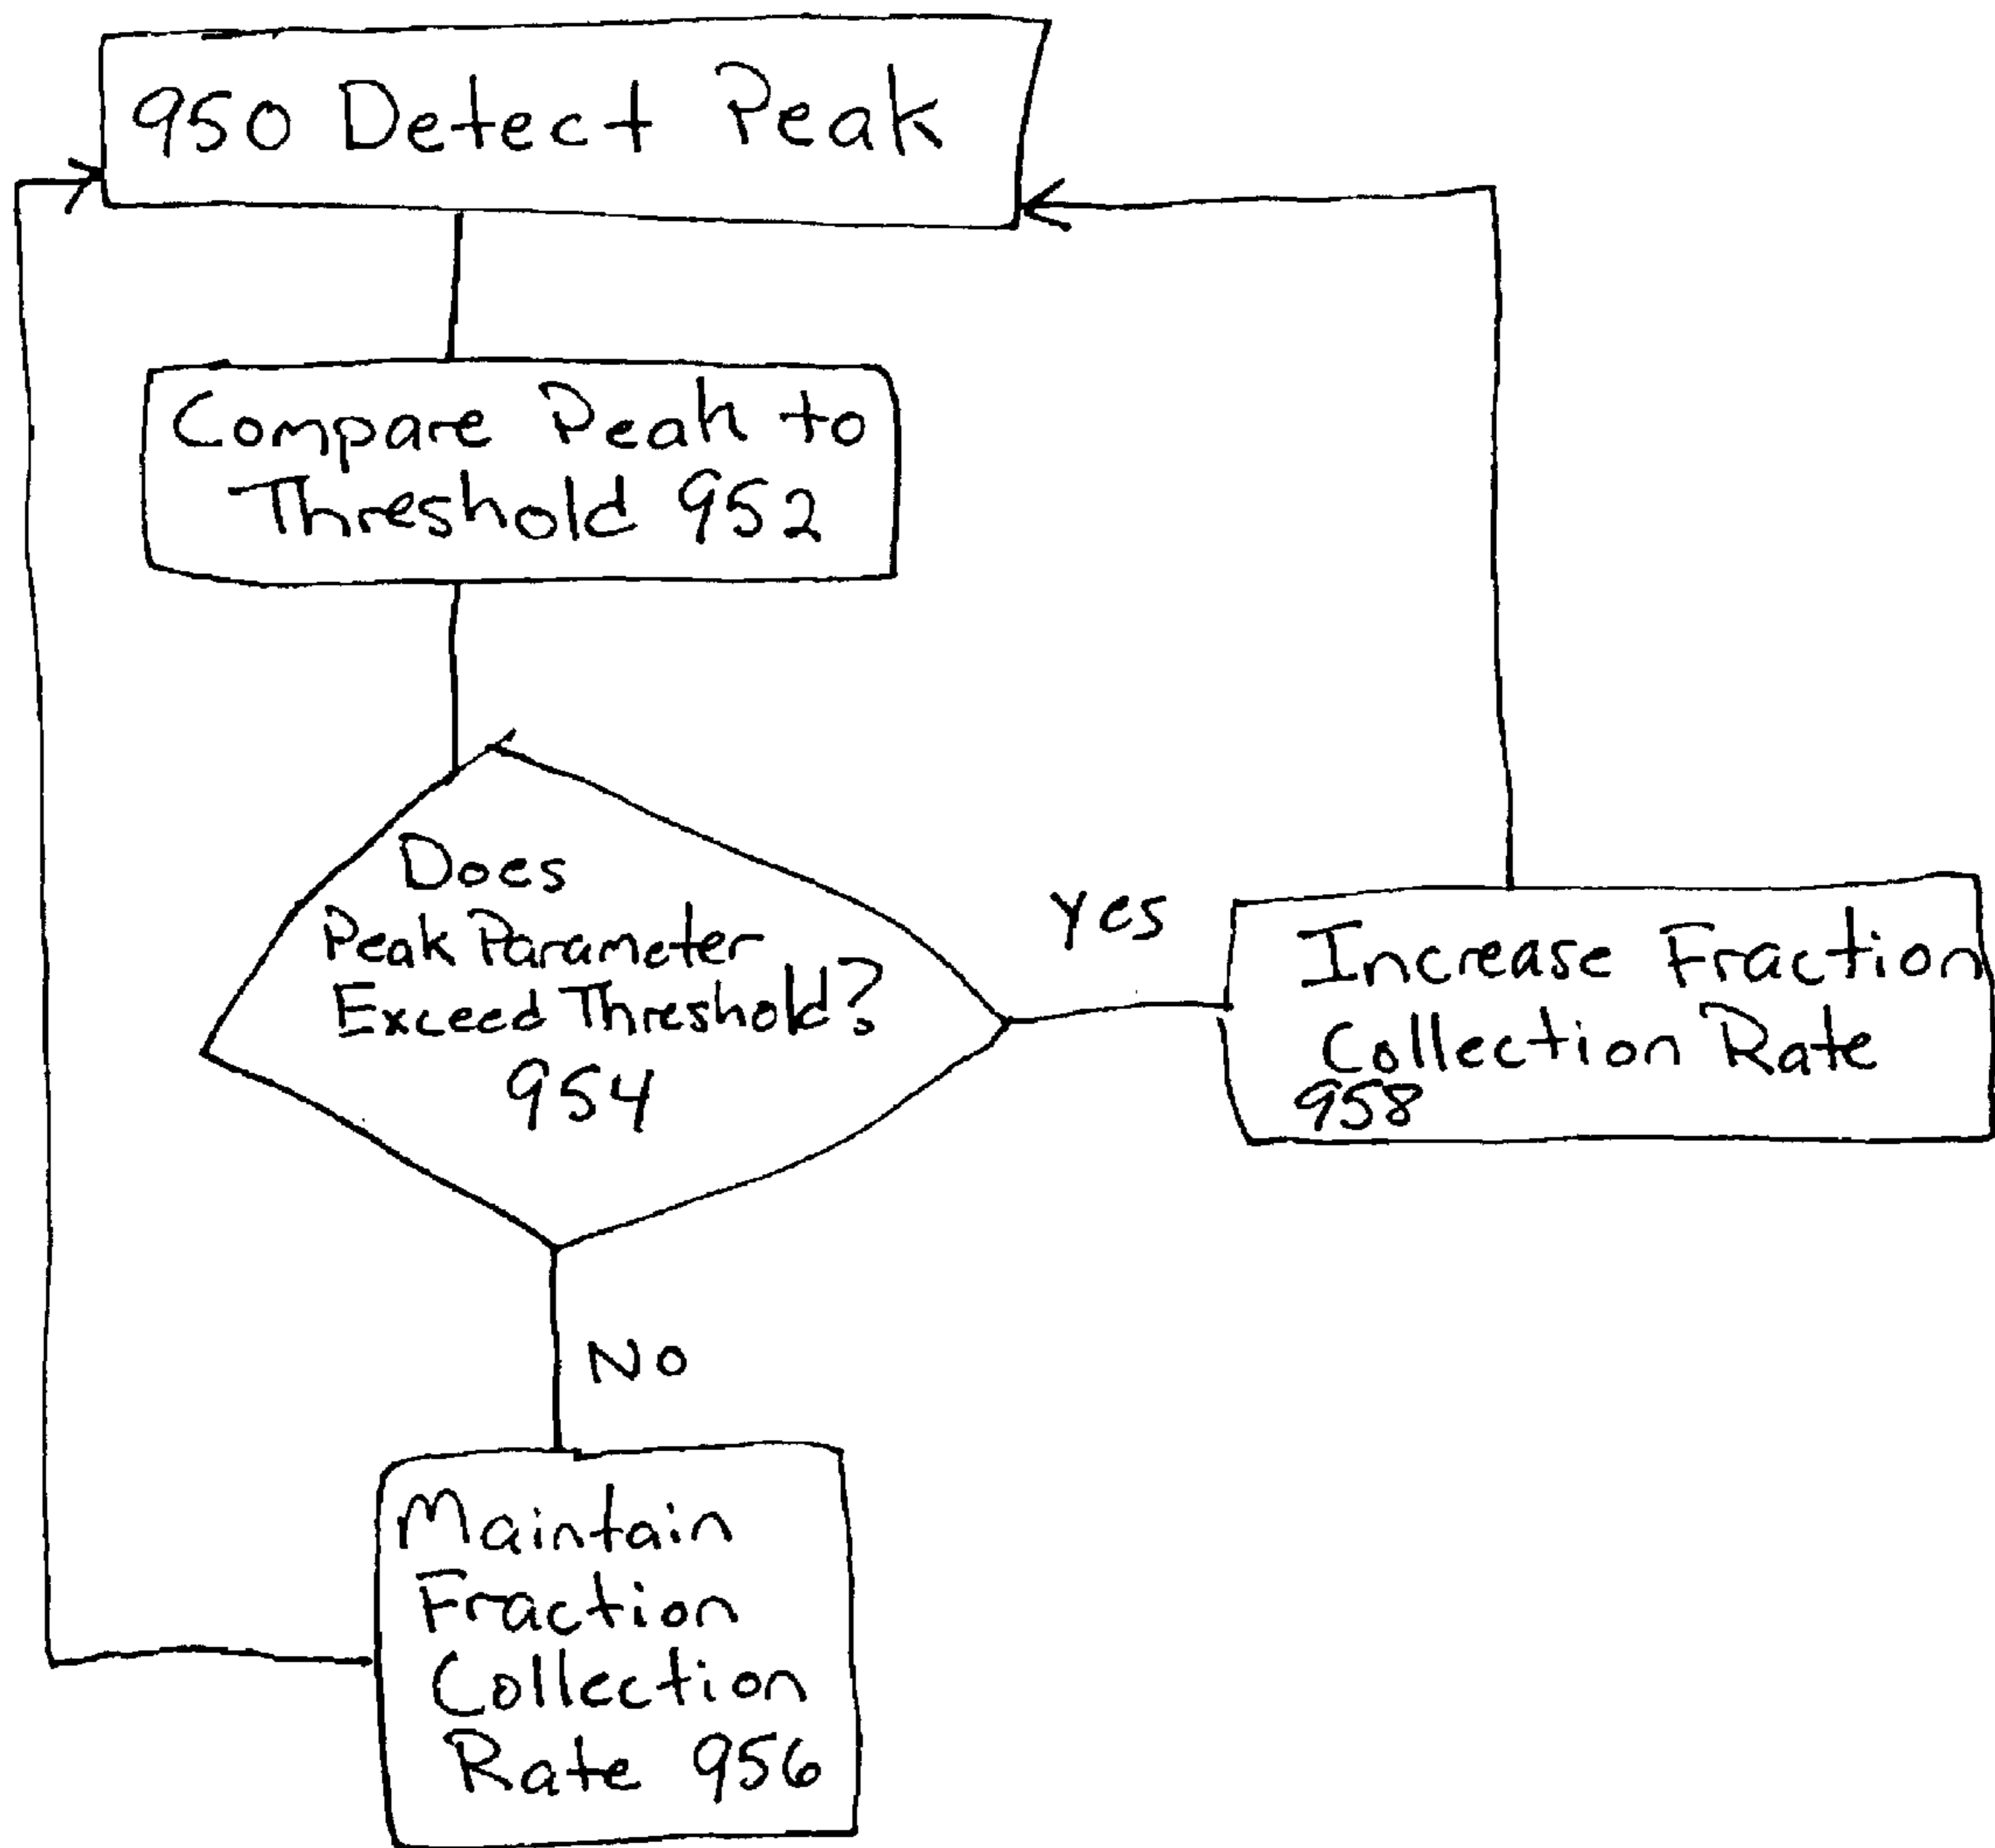 950 Detect Peak
Compare Peak to
Threshold 952
Does
Peak Parameter
Exceed Threshold?
954
Yes
Increase Fraction
Collection Rate
958
No
Maintain
Fraction
Collection
Rate 956